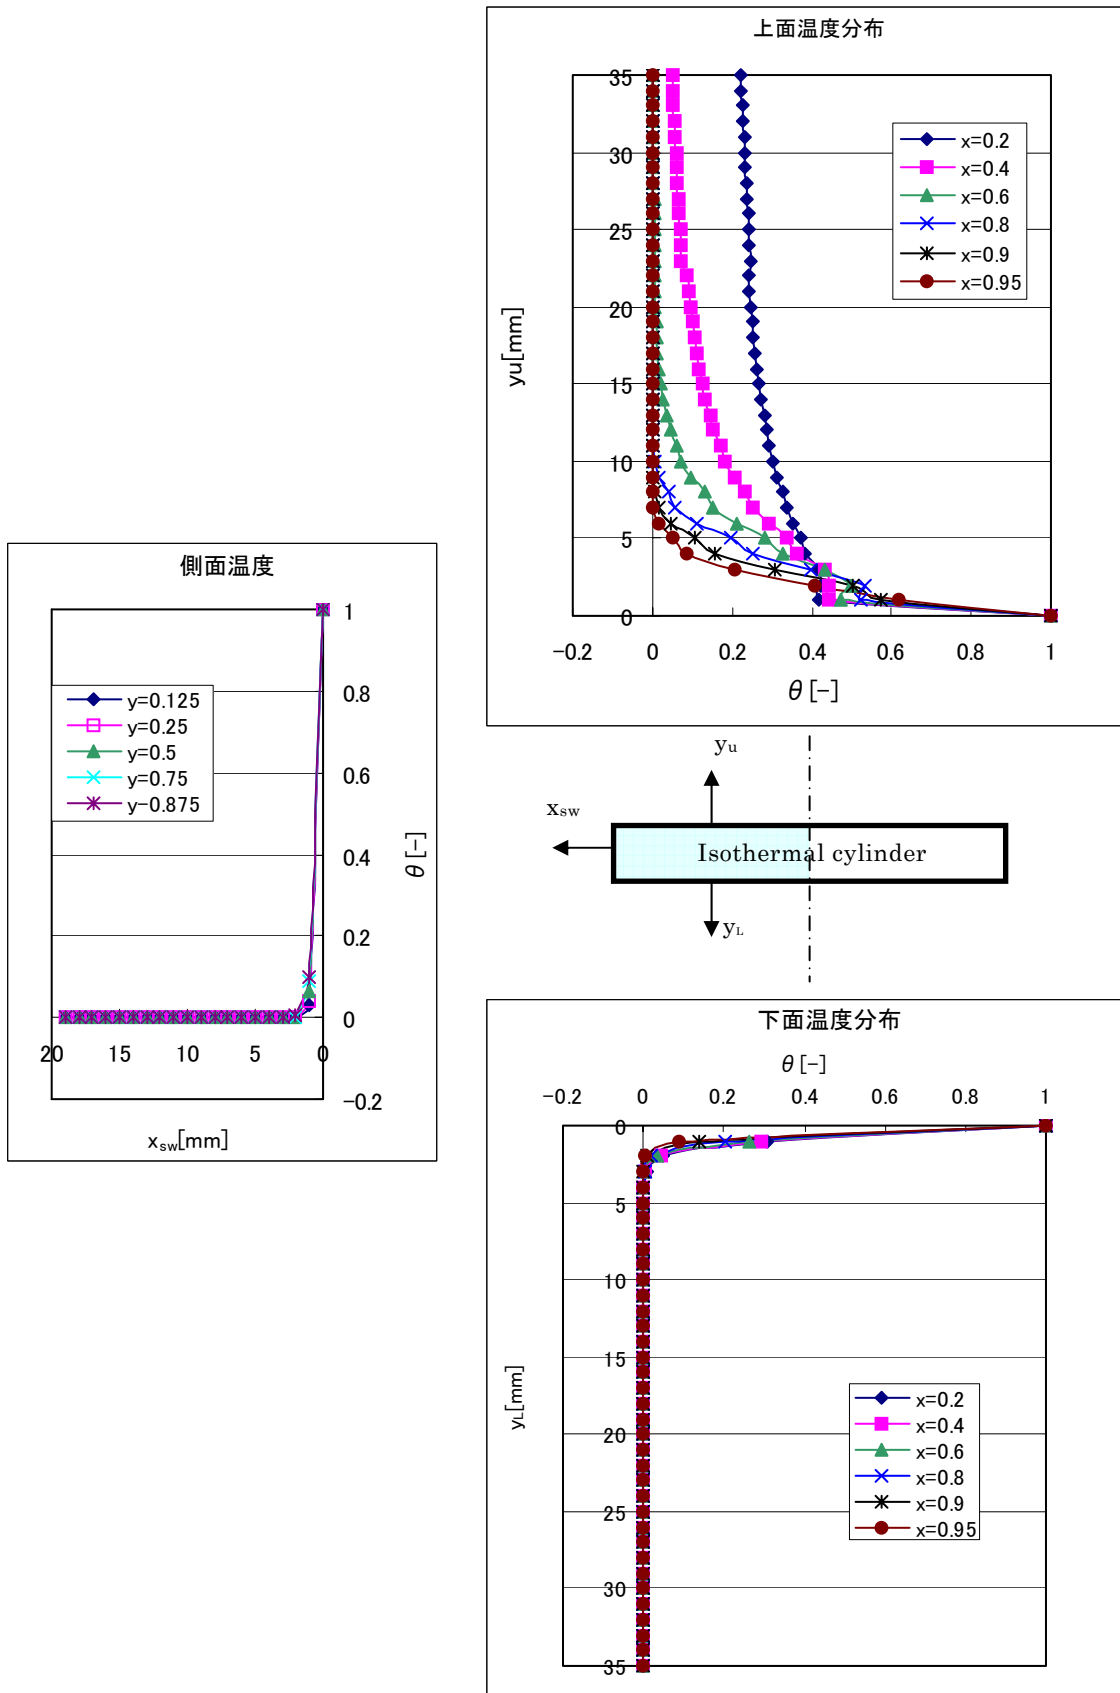 上面温度分布
35
30
25
20
15
10
5
0
yu[mm]
-0.2 0 0.2 0.4 0.6 0.8 1
θ[-]
x=0.2
x=0.4
x=0.6
x=0.8
x=0.9
x=0.95
側面温度
1
0.8
0.6
0.4
0.2
0
-0.2
θ[-]
y=0.125
y=0.25
y=0.5
y=0.75
y-0.875
20 15 10 5 0
xsw[mm]
yu
xsw
Isothermal cylinder
yL
下面温度分布
θ[-]
-0.2 0 0.2 0.4 0.6 0.8 1
0
5
10
15
20
25
30
35
yL[mm]
x=0.2
x=0.4
x=0.6
x=0.8
x=0.9
x=0.95